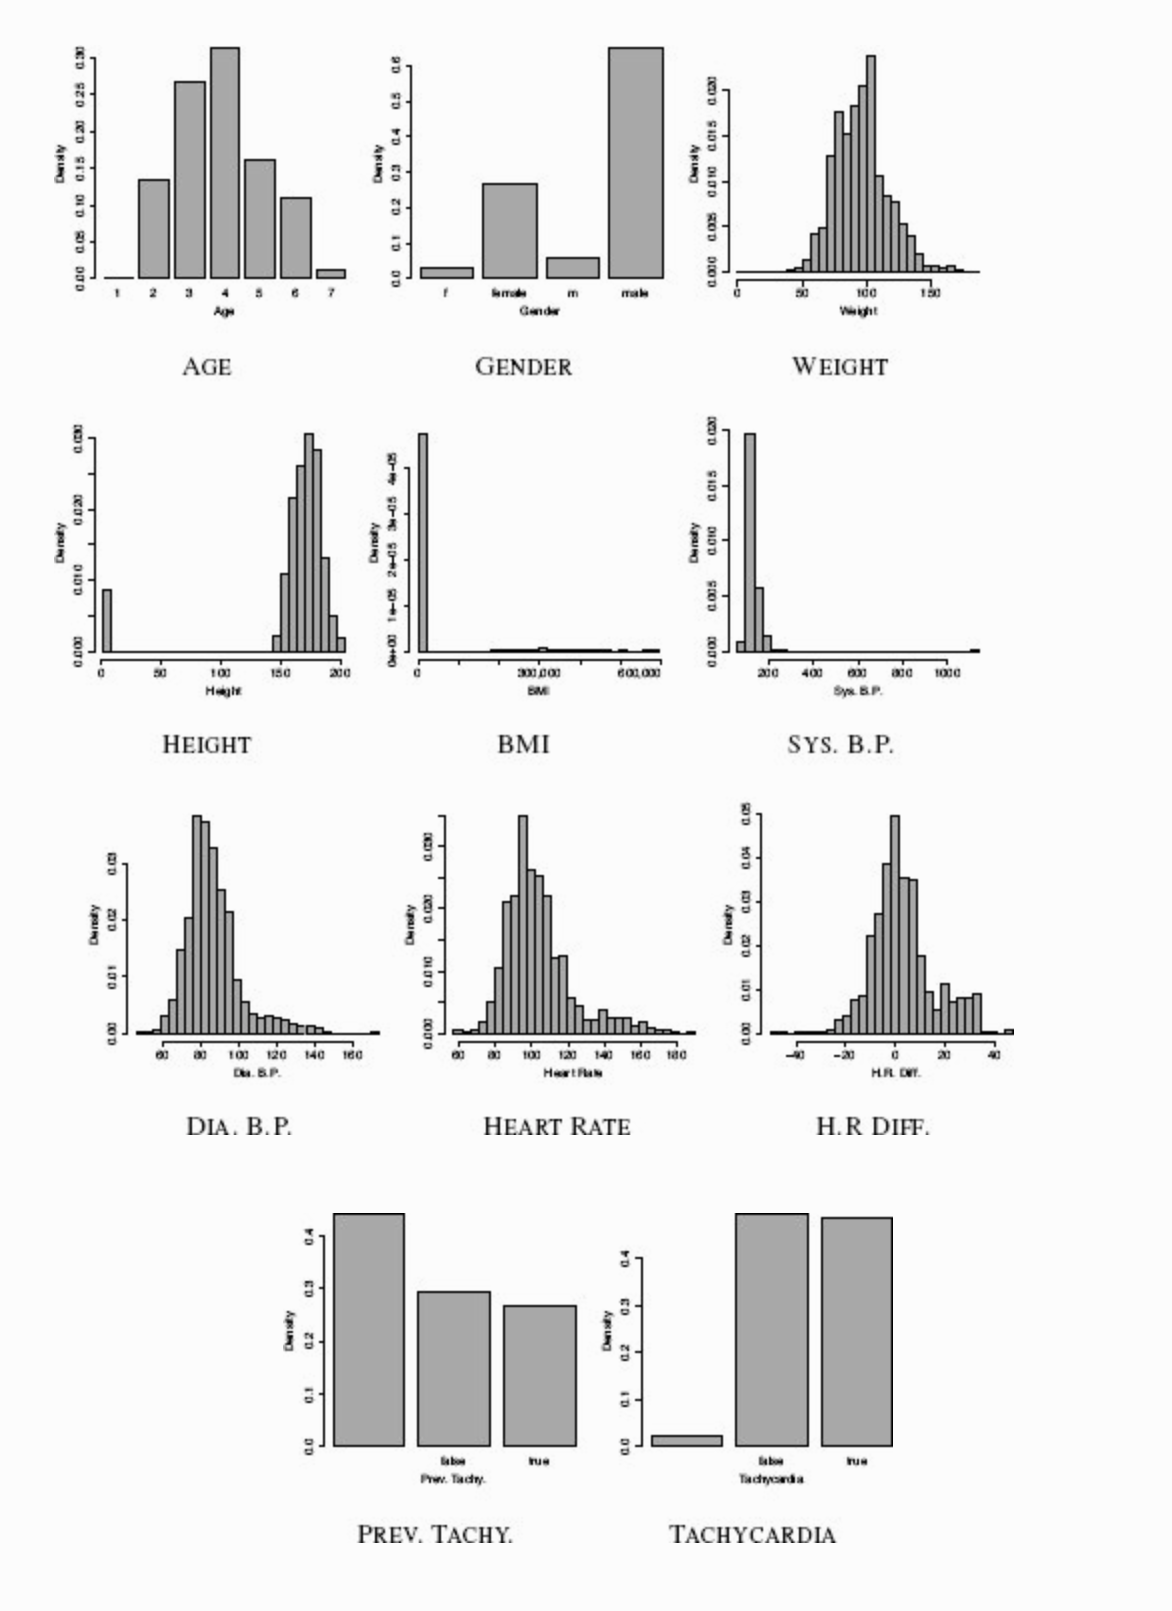 0.00 0.05 0.10 0.15 0.20 0.25 0.30
Density
1 2 3 4 5 6 7
Age
AGE
0.0 0.1 0.2 0.3 0.4 0.5 0.6
Density
f female m male
Gender
GENDER
0.000 0.005 0.010 0.015 0.020
Density
0 50 100 150
Weight
WEIGHT
0.000 0.010 0.020 0.030
Density
0 50 100 150 200
Height
HEIGHT
0e+00 1e-05 2e-05 3e-05 4e-05
Density
0 300,000 600,000
BMI
BMI
0.000 0.005 0.010 0.015 0.020
Density
200 400 600 800 1000
Sys. B.P.
SYS. B.P.
0.00 0.01 0.02 0.03
Density
60 80 100 120 140 160
Dia. B.P.
DIA. B.P.
0.000 0.010 0.020 0.030
Density
60 80 100 120 140 160 180
Heart Rate
HEART RATE
0.00 0.01 0.02 0.03 0.04 0.05
Density
-40 -20 0 20 40
H.R. Diff.
H.R DIFF.
0.0 0.1 0.2 0.3 0.4
Density
false true
Prev. Tachy.
PREV. TACHY.
0.0 0.1 0.2 0.3 0.4
Density
false true
Tachycardia
TACHYCARDIA